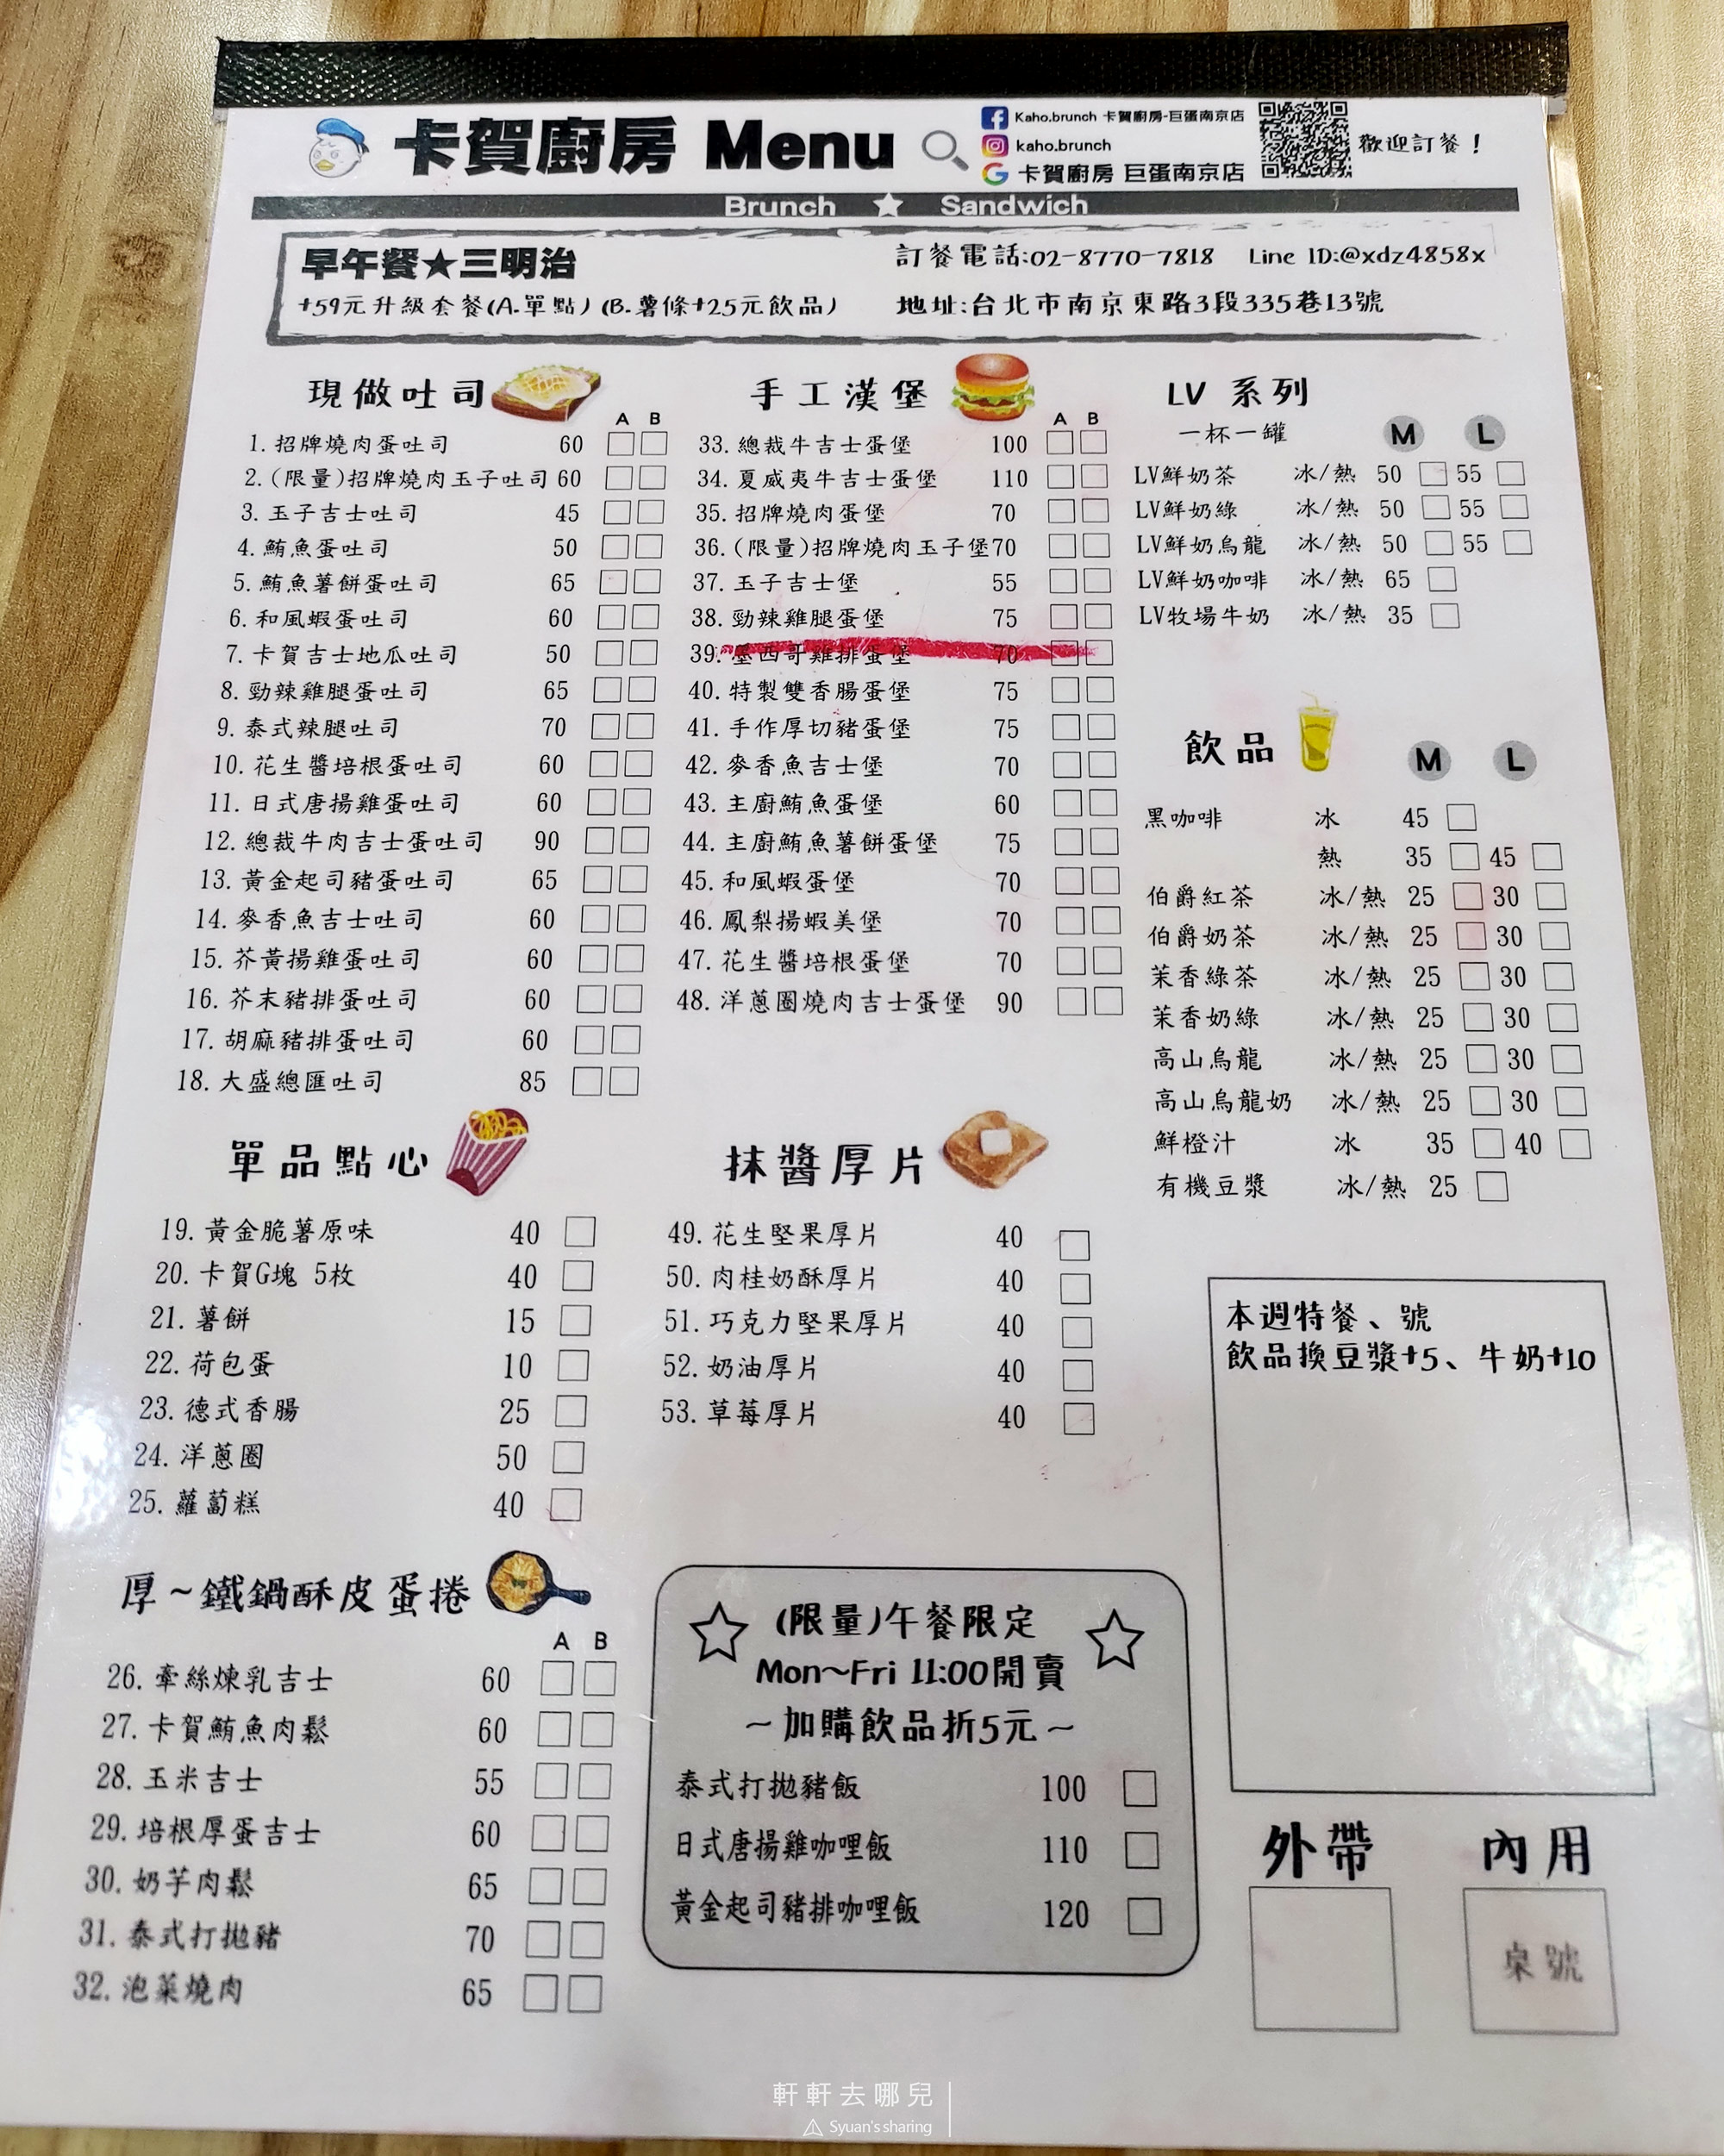 卡賀廚房 Menu
Kaho.brunch 卡賀廚房-巨蛋南京店
kaho.brunch
卡賀廚房 巨蛋南京店
歡迎訂餐!
Brunch ★ Sandwich
早午餐★三明治
+59元升級套餐(A.單點)(B.薯條+25元飲品)
訂餐電話:02-8770-7818 Line ID:@xdz4858x
地址:台北市南京東路3段335巷13號
現做吐司
A B
1. 招牌燒肉蛋吐司 60
2. (限量)招牌燒肉玉子吐司 60
3. 玉子吉士吐司 45
4. 鮪魚蛋吐司 50
5. 鮪魚薯餅蛋吐司 65
6. 和風蝦蛋吐司 60
7. 卡賀吉士地瓜吐司 50
8. 勁辣雞腿蛋吐司 65
9. 泰式辣腿吐司 70
10. 花生醬培根蛋吐司 60
11. 日式唐揚雞蛋吐司 60
12. 總裁牛肉吉士蛋吐司 90
13. 黃金起司豬蛋吐司 65
14. 麥香魚吉士吐司 60
15. 芥黃揚雞蛋吐司 60
16. 芥末豬排蛋吐司 60
17. 胡麻豬排蛋吐司 60
18. 大盛總匯吐司 85
單品點心
19. 黃金脆薯原味 40
20. 卡賀G塊 5枚 40
21. 薯餅 15
22. 荷包蛋 10
23. 德式香腸 25
24. 洋蔥圈 50
25. 蘿蔔糕 40
厚~鐵鍋酥皮蛋捲
A B
26. 牽絲煉乳吉士 60
27. 卡賀鮪魚肉鬆 60
28. 玉米吉士 55
29. 培根厚蛋吉士 60
30. 奶芋肉鬆 65
31. 泰式打拋豬 70
32. 泡菜燒肉 65
手工漢堡
A B
33. 總裁牛吉士蛋堡 100
34. 夏威夷牛吉士蛋堡 110
35. 招牌燒肉蛋堡 70
36. (限量)招牌燒肉玉子堡 70
37. 玉子吉士堡 55
38. 勁辣雞腿蛋堡 75
39. 墨西哥雞排蛋堡 70
40. 特製雙香腸蛋堡 75
41. 手作厚切豬蛋堡 75
42. 麥香魚吉士堡 70
43. 主廚鮪魚蛋堡 60
44. 主廚鮪魚薯餅蛋堡 75
45. 和風蝦蛋堡 70
46. 鳳梨揚蝦美堡 70
47. 花生醬培根蛋堡 70
48. 洋蔥圈燒肉吉士蛋堡 90
抹醬厚片
49. 花生堅果厚片 40
50. 肉桂奶酥厚片 40
51. 巧克力堅果厚片 40
52. 奶油厚片 40
53. 草莓厚片 40
(限量)午餐限定
Mon~Fri 11:00開賣
~加購飲品折5元~
泰式打拋豬飯 100
日式唐揚雞咖哩飯 110
黃金起司豬排咖哩飯 120
LV 系列
一杯一罐 M L
LV鮮奶茶 冰/熱 50 55
LV鮮奶綠 冰/熱 50 55
LV鮮奶烏龍 冰/熱 50 55
LV鮮奶咖啡 冰/熱 65
LV牧場牛奶 冰/熱 35
飲品 M L
黑咖啡 冰 45
熱 35 45
伯爵紅茶 冰/熱 25 30
伯爵奶茶 冰/熱 25 30
茉香綠茶 冰/熱 25 30
茉香奶綠 冰/熱 25 30
高山烏龍 冰/熱 25 30
高山烏龍奶 冰/熱 25 30
鮮橙汁 冰 35 40
有機豆漿 冰/熱 25
本週特餐、號
飲品換豆漿+5、牛奶+10
外帶 內用
桌號
軒軒去哪兒
Syuan's sharing